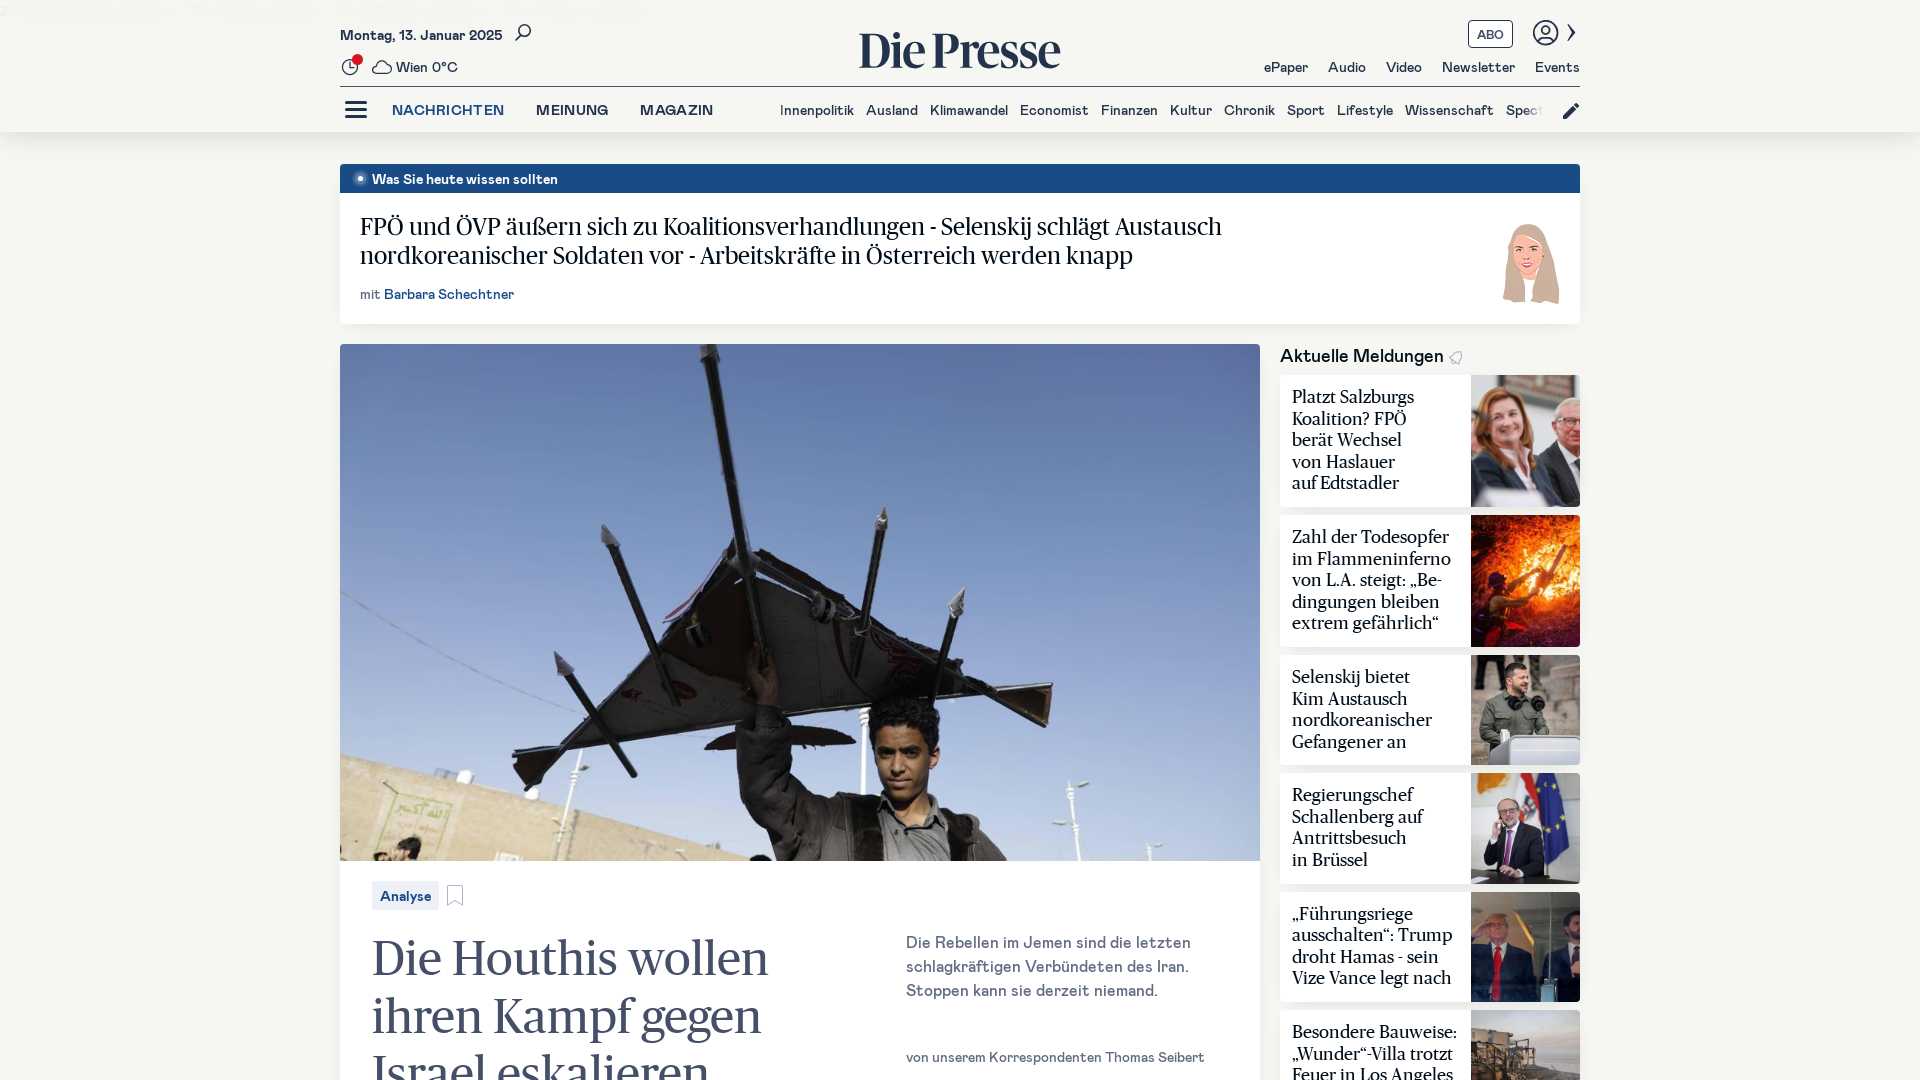 Montag, 13. Januar 2025
Die Presse
ABO
Wien 0°C
ePaper Audio Video Newsletter Events
NACHRICHTEN MEINUNG MAGAZIN
Innenpolitik Ausland Klimawandel Economist Finanzen Kultur Chronik Sport Lifestyle Wissenschaft Spect
Was Sie heute wissen sollten
FPÖ und ÖVP äußern sich zu Koalitionsverhandlungen - Selenskij schlägt Austausch
nordkoreanischer Soldaten vor - Arbeitskräfte in Österreich werden knapp
mit Barbara Schechtner
الله أكبر
Analyse
Die Houthis wollen
ihren Kampf gegen
Israel eskalieren
Die Rebellen im Jemen sind die letzten
schlagkräftigen Verbündeten des Iran.
Stoppen kann sie derzeit niemand.
von unserem Korrespondenten Thomas Seibert
Aktuelle Meldungen
Platzt Salzburgs
Koalition? FPÖ
berät Wechsel
von Haslauer
auf Edtstadler
Zahl der Todesopfer
im Flammeninferno
von L.A. steigt: „Be-
dingungen bleiben
extrem gefährlich“
Selenskij bietet
Kim Austausch
nordkoreanischer
Gefangener an
Regierungschef
Schallenberg auf
Antrittsbesuch
in Brüssel
„Führungsriege
ausschalten“: Trump
droht Hamas - sein
Vize Vance legt nach
Besondere Bauweise:
„Wunder“-Villa trotzt
Feuer in Los Angeles